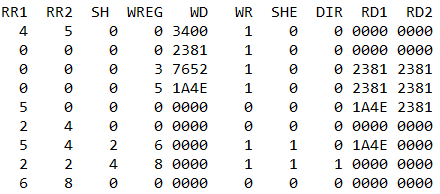 RR1 RR2 SH WREG WD WR SHE DIR RD1 RD2
4 5 0 0 3400 1 0 0 0000 0000
0 0 0 0 2381 1 0 0 0000 0000
0 0 0 3 7652 1 0 0 2381 2381
0 0 0 5 1A4E 1 0 0 2381 2381
5 0 0 0 0000 0 0 0 1A4E 2381
2 4 0 0 0000 0 0 0 0000 0000
5 4 2 6 0000 1 1 0 1A4E 0000
2 2 4 8 0000 1 1 1 0000 0000
6 8 0 0 0000 0 0 0 0000 0000